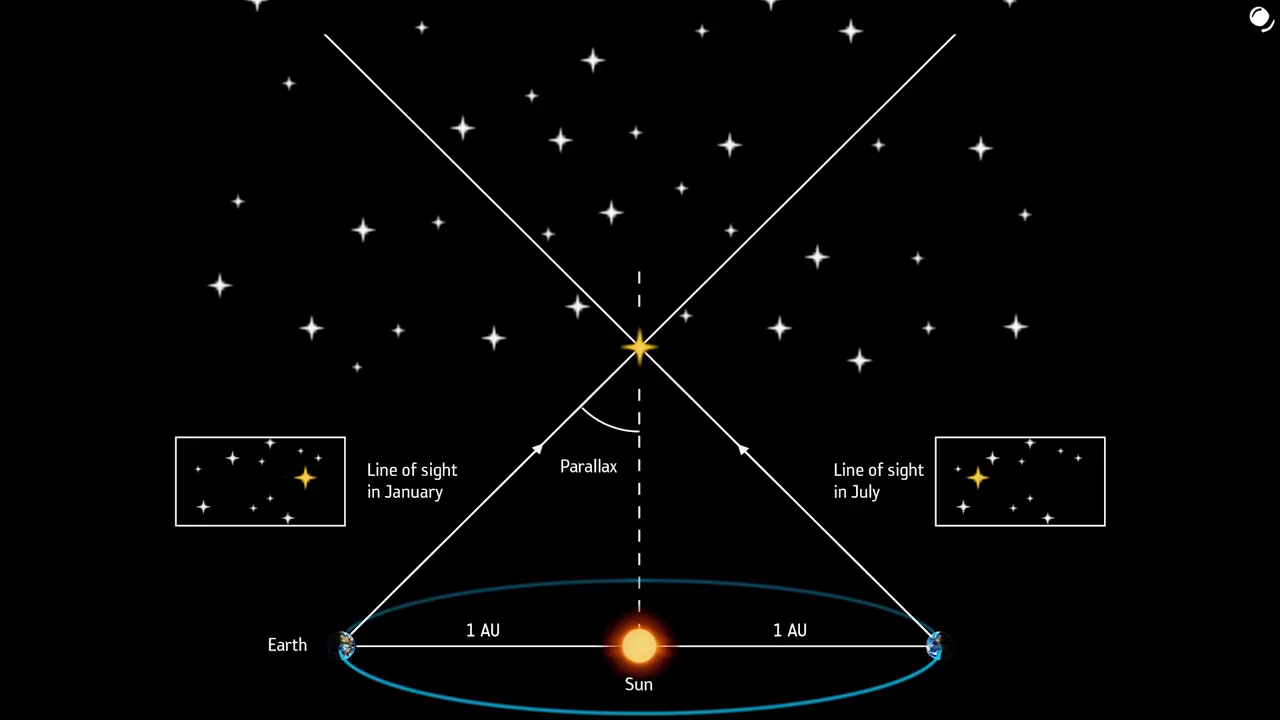 Parallax
Line of sight
in January
Line of sight
in July
1 AU
1 AU
Earth
Sun